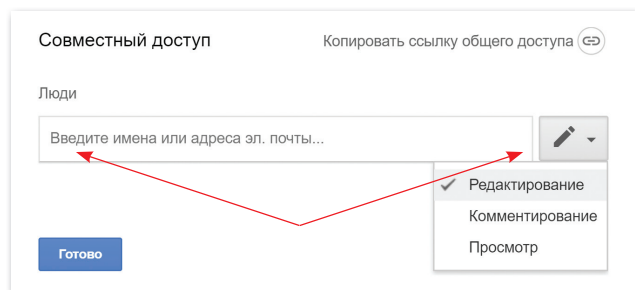 Совместный доступ
Копировать ссылку общего доступа
Люди
Введите имена или адреса эл. почты...
Редактирование
Комментирование
Просмотр
Готово